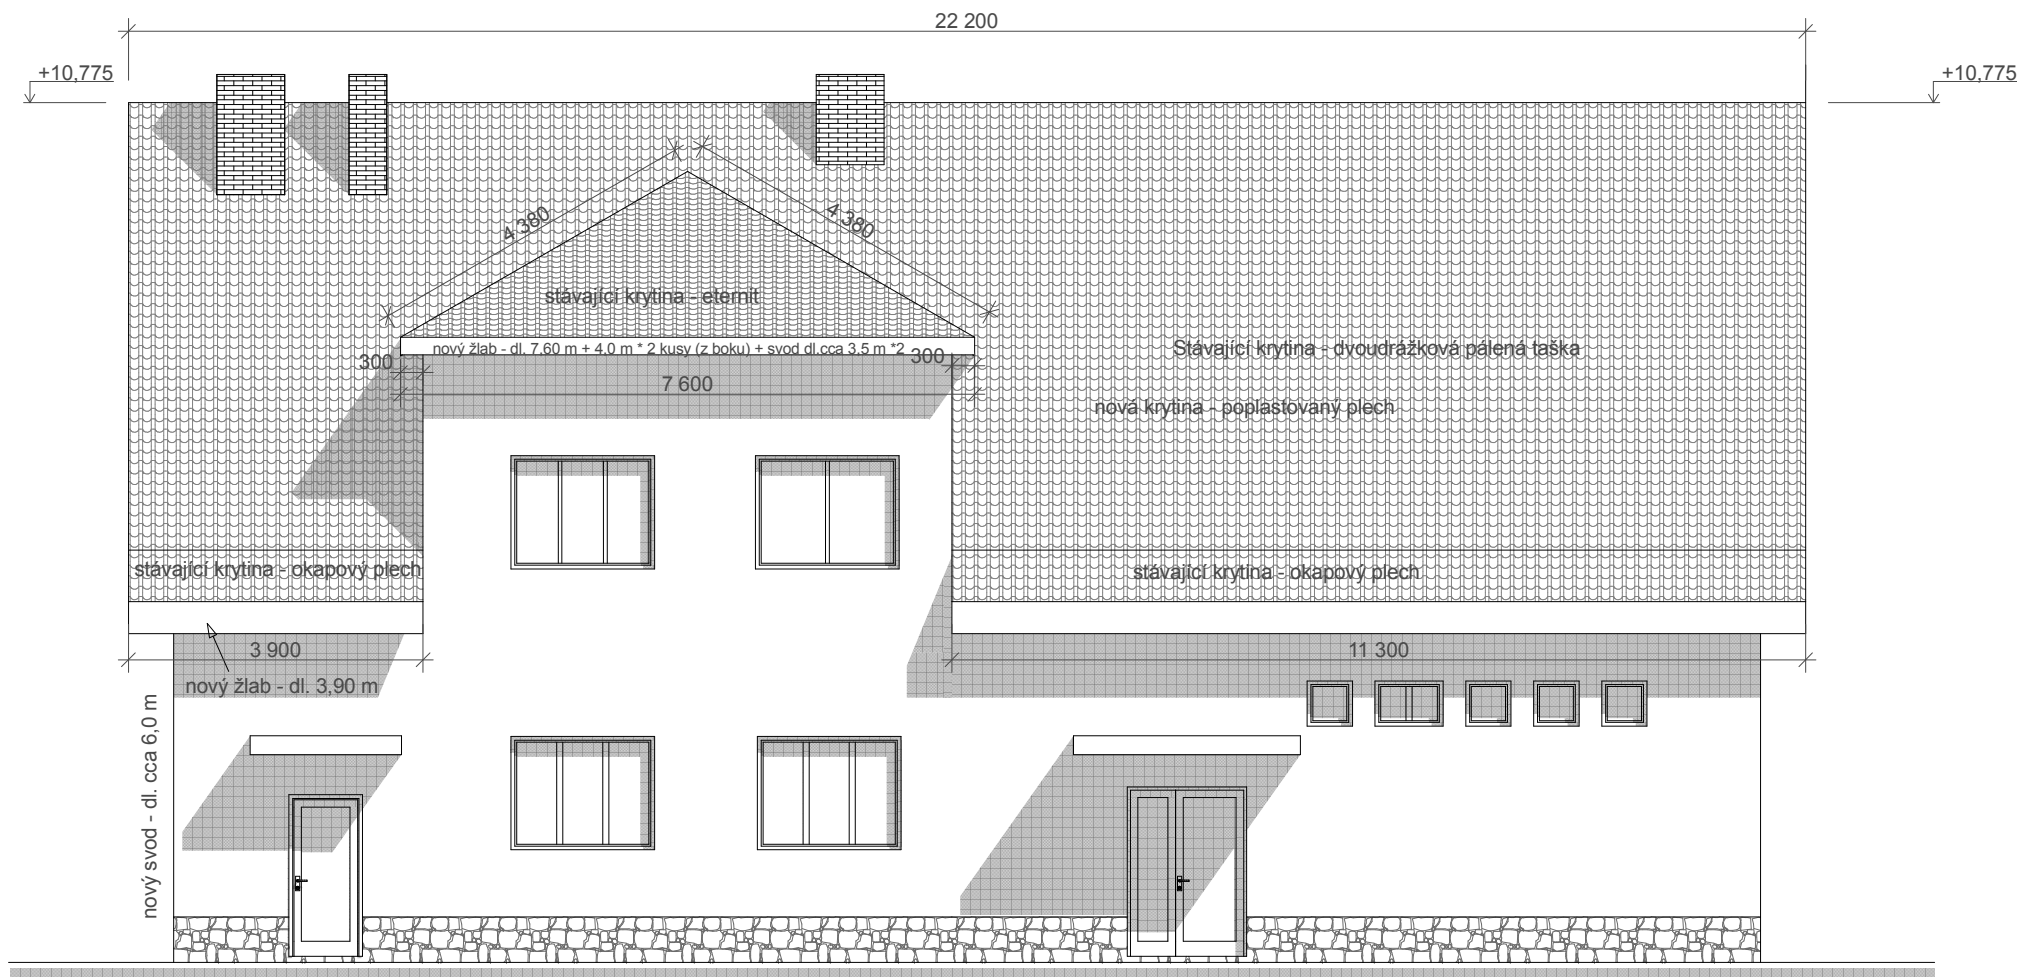 22 200
+10,775
+10,775
4 380
4 380
stávající krytina - eternit
nový žlab - dl. 7,60 m + 4,0 m * 2 kusy (z boku) + svod dl.cca 3,5 m *2
300
300
7 600
Stávající krytina - dvoudrážková pálená taška
nová krytina - poplastovaný plech
stávající krytina - okapový plech
stávající krytina - okapový plech
3 900
11 300
nový žlab - dl. 3,90 m
nový svod - dl. cca 6,0 m